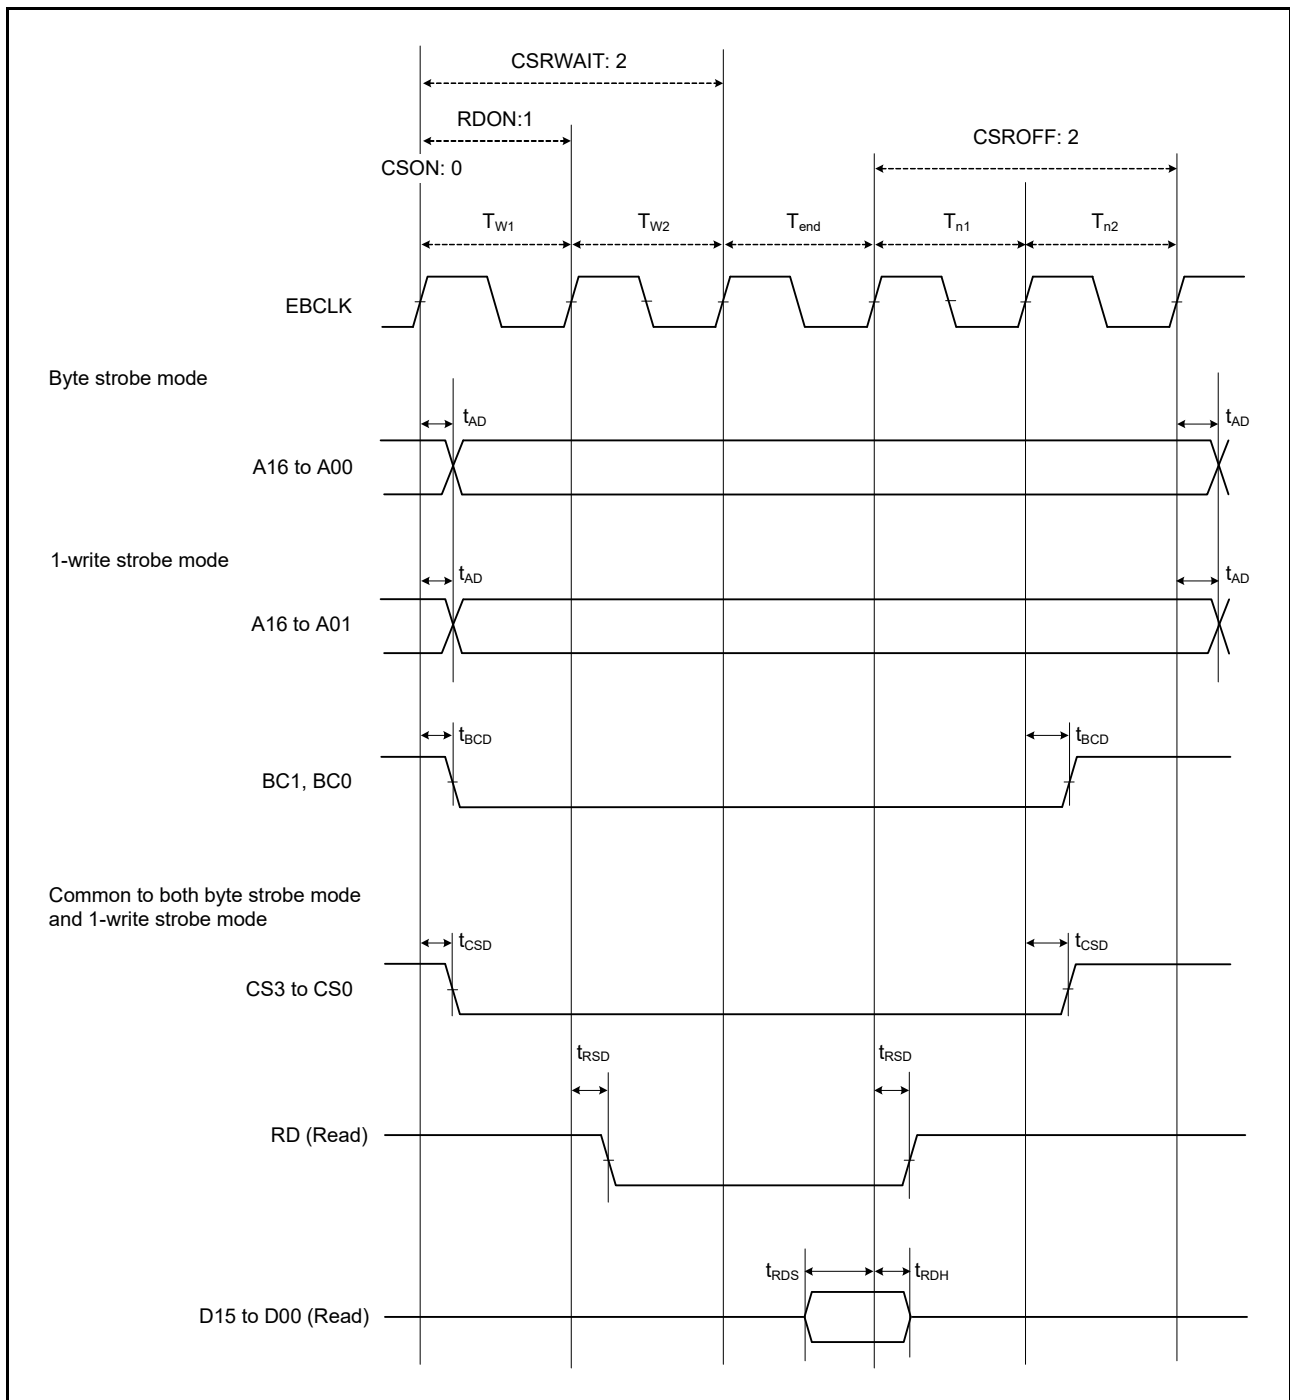 CSRWAIT: 2
RDON:1
CSROFF: 2
CSON: 0
TW1
TW2
Tend
Tn1
Tn2
EBCLK
Byte strobe mode
tAD
tAD
A16 to A00
1-write strobe mode
tAD
tAD
A16 to A01
tBCD
tBCD
BC1, BC0
Common to both byte strobe mode
and 1-write strobe mode
tCSD
tCSD
CS3 to CS0
tRSD
tRSD
RD (Read)
tRDS
tRDH
D15 to D00 (Read)